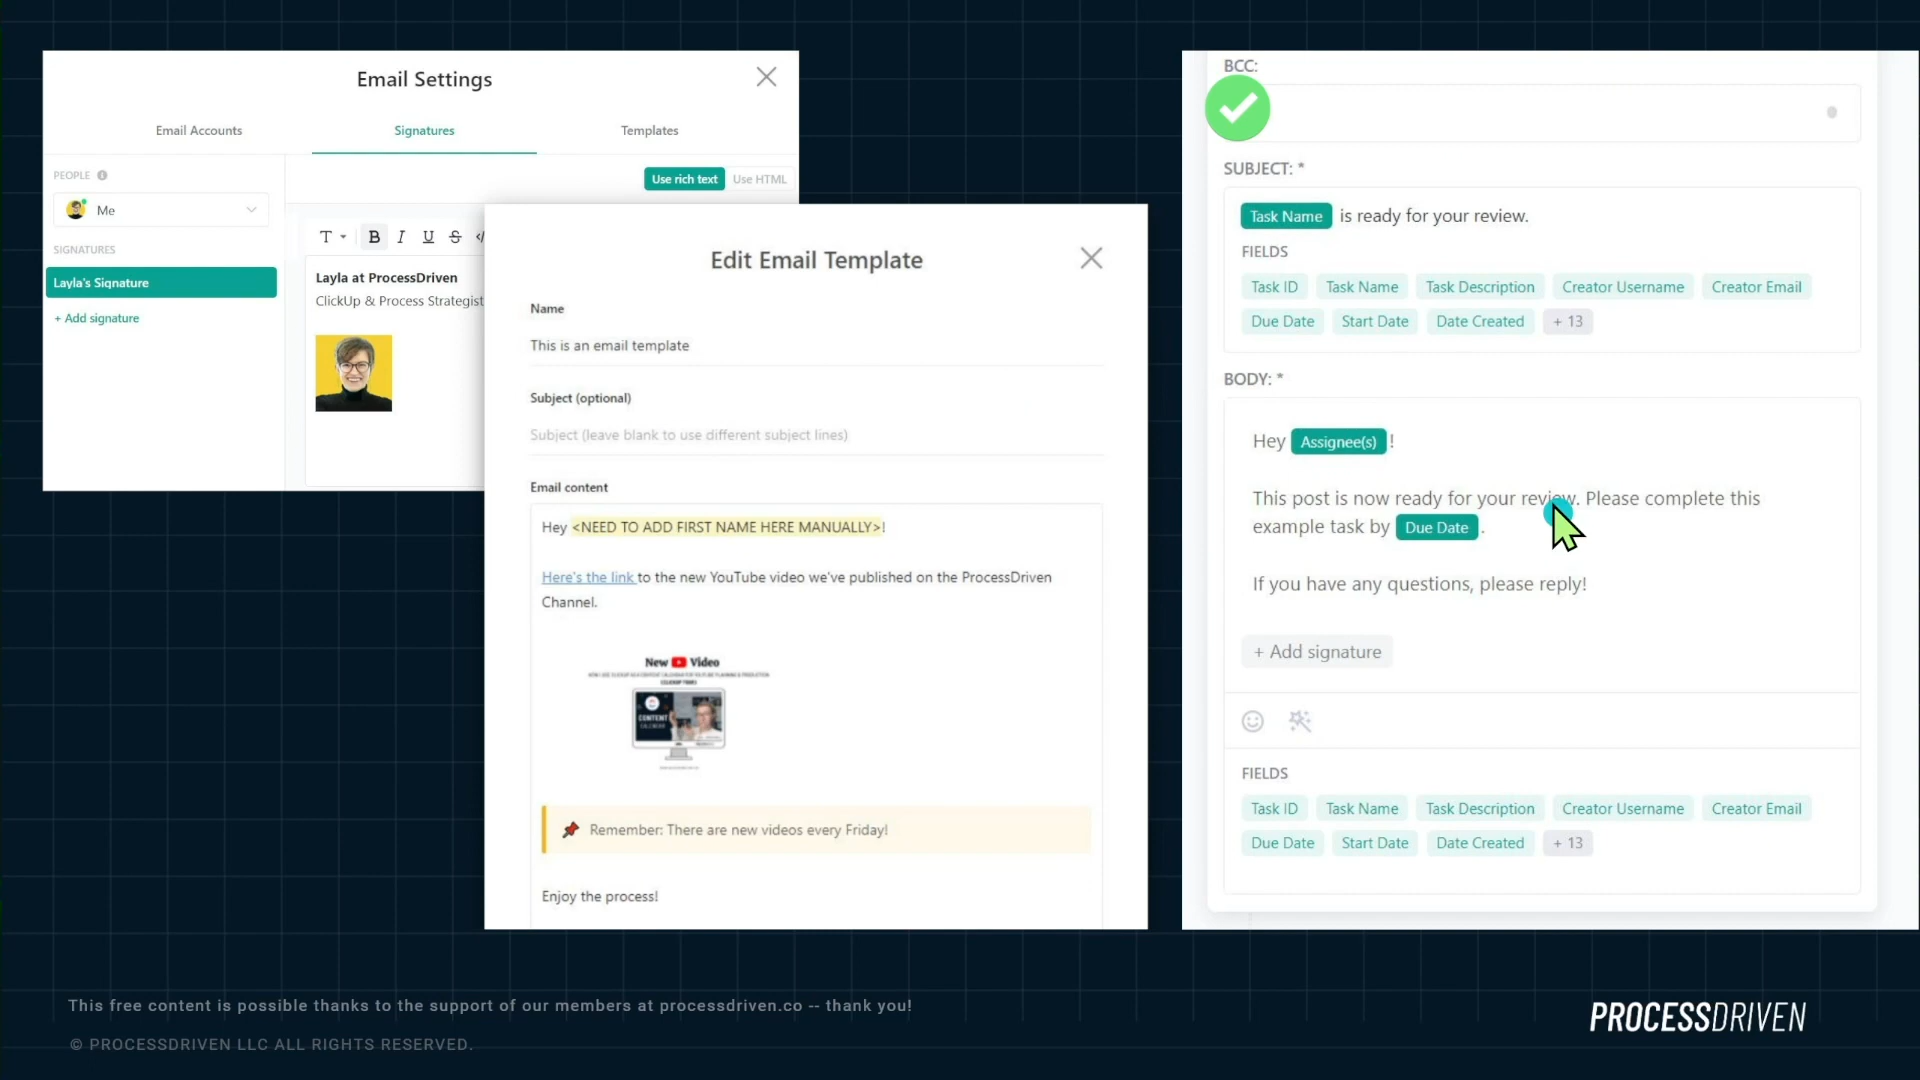 Email Settings
Email Accounts
Signatures
Templates
PEOPLE
Me
SIGNATURES
Layla's Signature
+ Add signature
Use rich text
Use HTML
T B I U S </
Layla at ProcessDriven
ClickUp & Process Strategist
Edit Email Template
Name
This is an email template
Subject (optional)
Subject (leave blank to use different subject lines)
Email content
Hey <NEED TO ADD FIRST NAME HERE MANUALLY>!
Here's the link to the new YouTube video we've published on the ProcessDriven
Channel.
New Video
CONTENT
CALENDAR
Remember: There are new videos every Friday!
Enjoy the process!
BCC:
SUBJECT: *
Task Name is ready for your review.
FIELDS
Task ID Task Name Task Description Creator Username Creator Email
Due Date Start Date Date Created + 13
BODY: *
Hey Assignee(s) !
This post is now ready for your review. Please complete this
example task by Due Date .
If you have any questions, please reply!
+ Add signature
FIELDS
Task ID Task Name Task Description Creator Username Creator Email
Due Date Start Date Date Created + 13
This free content is possible thanks to the support of our members at processdriven.co -- thank you!
© PROCESSDRIVEN LLC ALL RIGHTS RESERVED.
PROCESSDRIVEN